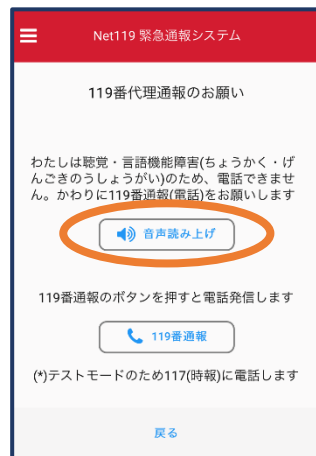 Net119 緊急通報システム
119番代理通報のお願い
わたしは聴覚・言語機能障害(ちょうかく・げ
んごきのうしょうがい)のため、電話できませ
ん。かわりに119番通報(電話)をお願いします
音声読み上げ
119番通報のボタンを押すと電話発信します
119番通報
(*)テストモードのため117(時報)に電話します
戻る